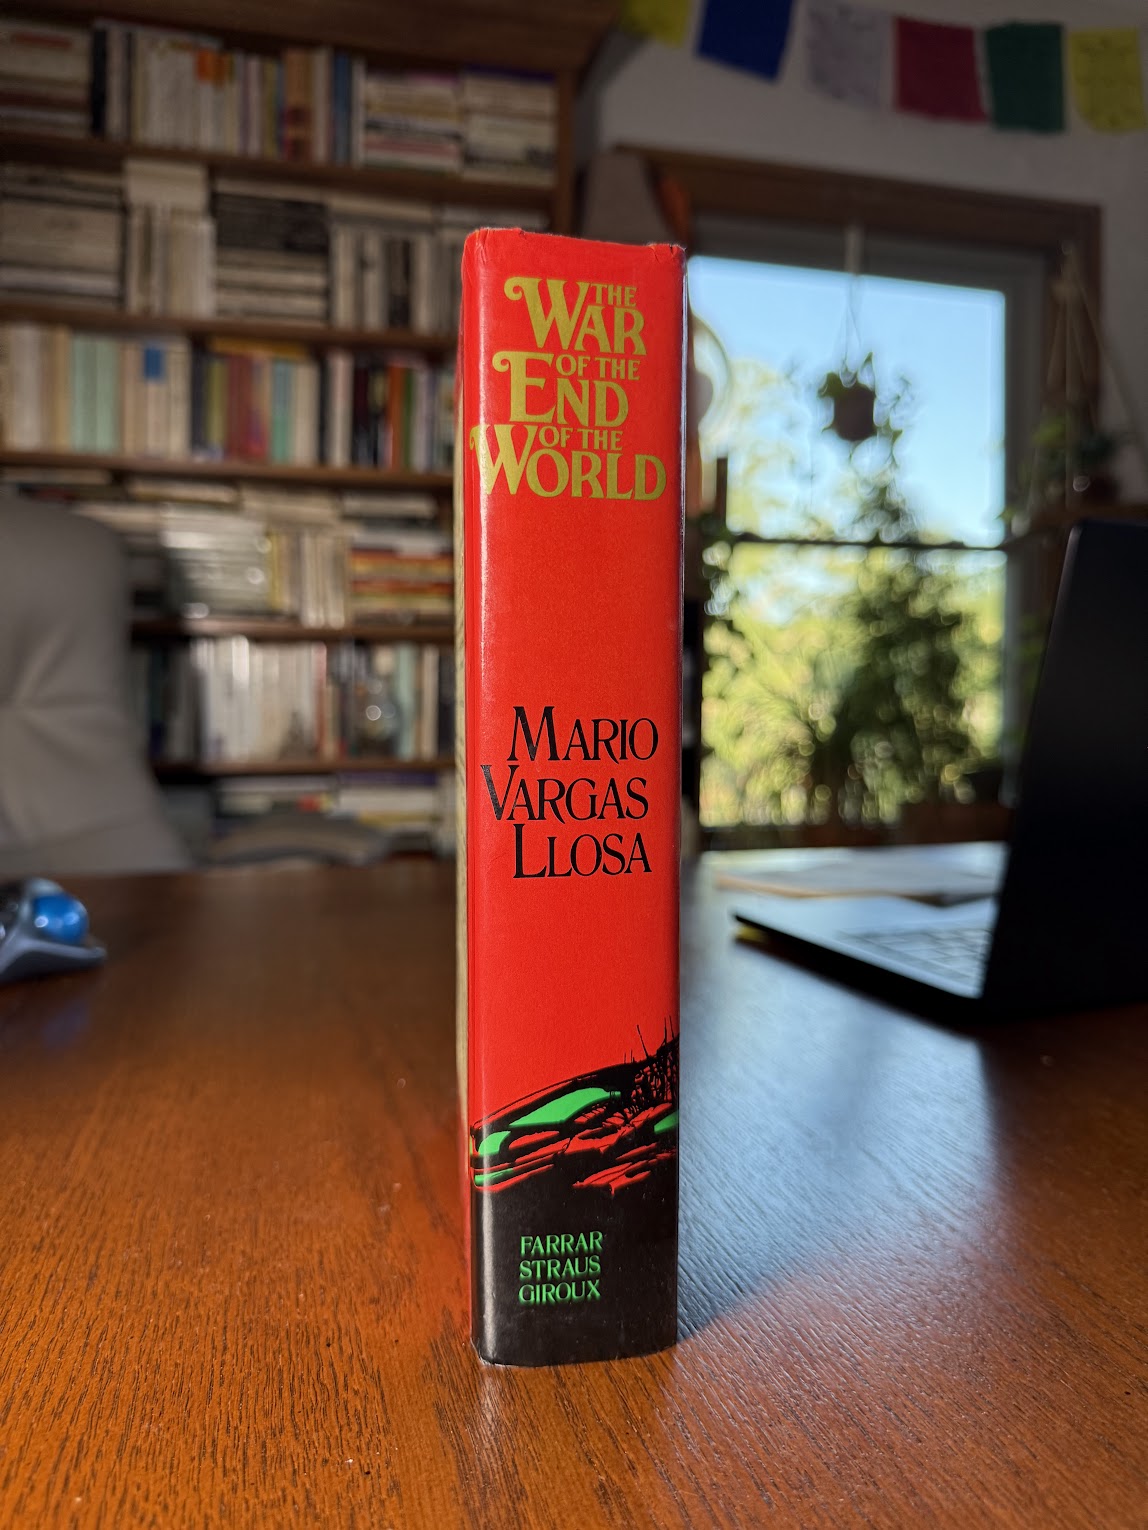 THE
WAR
OF THE
END
OF THE
WORLD
MARIO
VARGAS
LLOSA
FARRAR
STRAUS
GIROUX